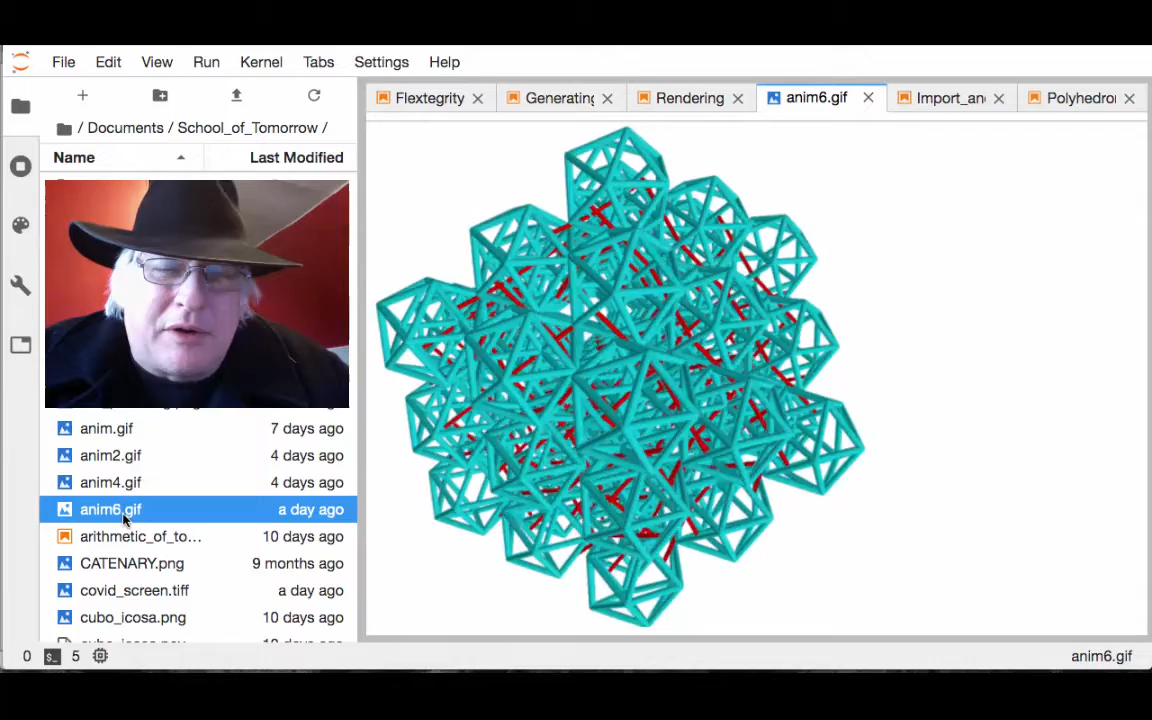 File Edit View Run Kernel Tabs Settings Help
Flextegrity
Generating
Rendering
anim6.gif
Import_an
Polyhedro
/ Documents / School_of_Tomorrow /
Name Last Modified
anim.gif 7 days ago
anim2.gif 4 days ago
anim4.gif 4 days ago
anim6.gif a day ago
arithmetic_of_to… 10 days ago
CATENARY.png 9 months ago
covid_screen.tiff a day ago
cubo_icosa.png 10 days ago
0 5 anim6.gif